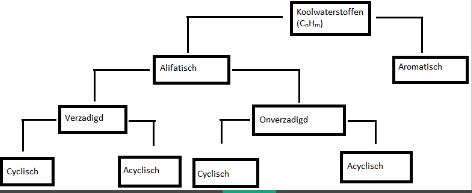 Koolwaterstoffen
(CₙHₘ)
Alifatisch
Aromatisch
Verzadigd
Onverzadigd
Cyclisch
Acyclisch
Cyclisch
Acyclisch